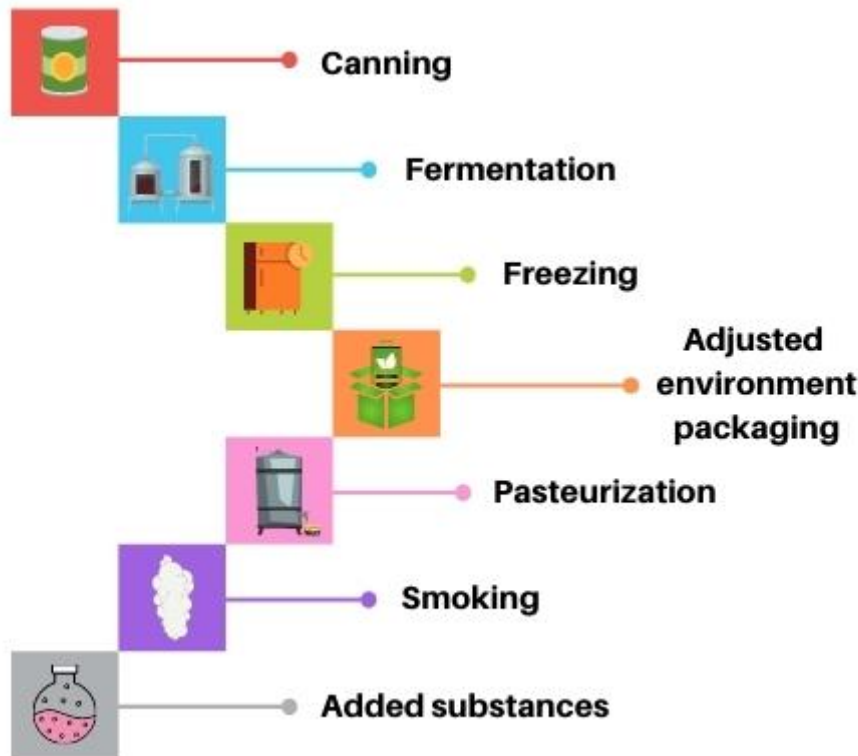 Canning
Fermentation
Freezing
Adjusted
environment
packaging
Pasteurization
Smoking
Added substances